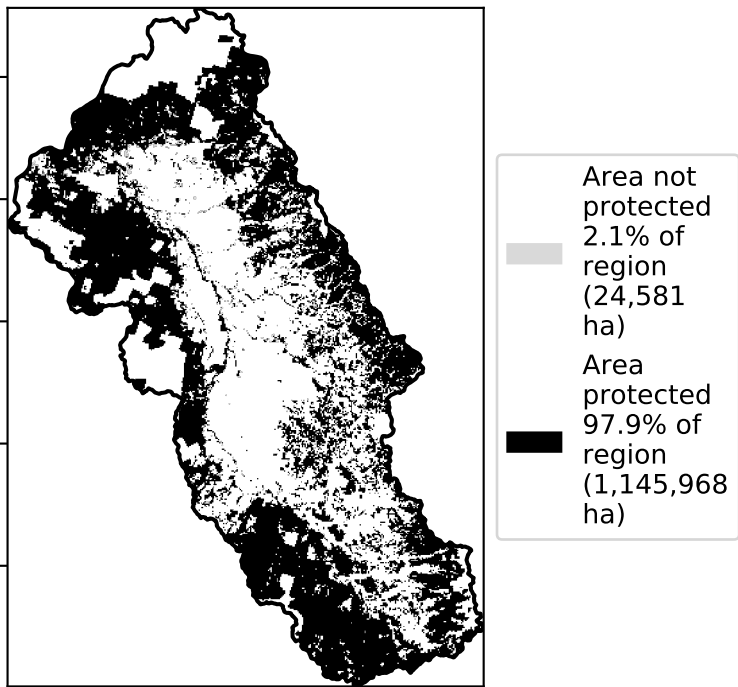 Area not
protected
2.1% of
region
(24,581
ha)
Area
protected
97.9% of
region
(1,145,968
ha)